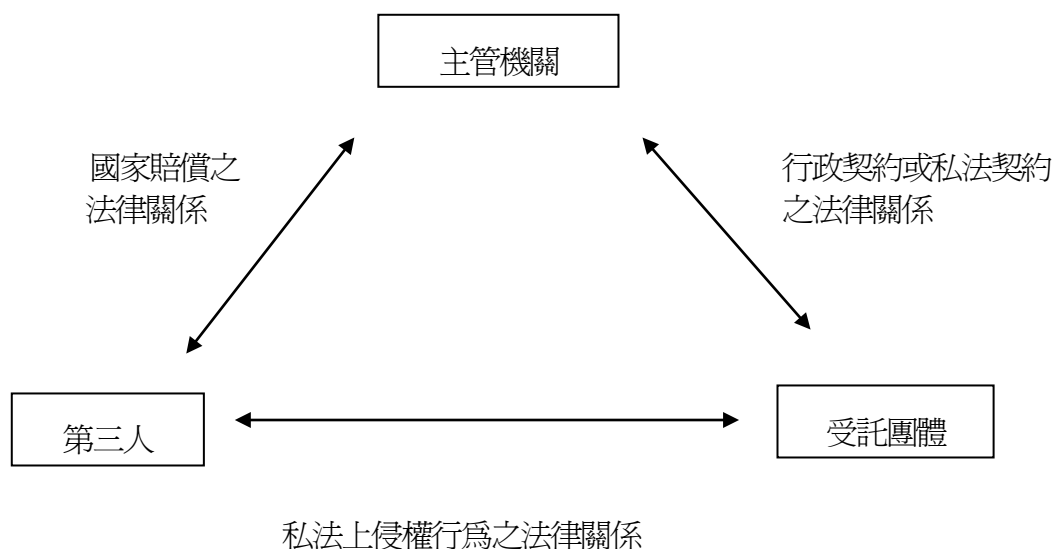 主管機關
國家賠償之
法律關係
行政契約或私法契約
之法律關係
第三人
受託團體
私法上侵權行為之法律關係